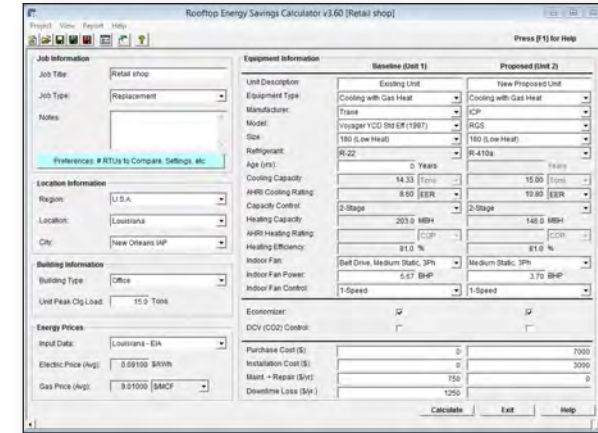 Rooftop Energy Savings Calculator v3.60 [Retail shop]
Project View Report Help
Press [F1] for Help
Job Information
Job Title: Retail shop
Job Type: Replacement
Notes:
Preferences: # RTUs to Compare, Settings, etc
Location Information
Region: U.S.A.
Location: Louisiana
City: New Orleans IAP
Building Information
Building Type: Office
Unit Peak Clg Load: 15.0 Tons
Energy Prices
Input Data: Louisiana - EIA
Electric Price (Avg): 0.09100 $/kWh
Gas Price (Avg): 9.01000 $/MCF
Equipment Information
Baseline (Unit 1) Proposed (Unit 2)
Unit Description: Existing Unit New Proposed Unit
Equipment Type: Cooling with Gas Heat Cooling with Gas Heat
Manufacturer: Trane ICP
Model: Voyager YCD Std Eff (1987) RGS
Size: 180 (Low Heat) 180 (Low Heat)
Refrigerant: R-22 R-410a
Age (yrs): 0 Years Years
Cooling Capacity: 14.33 Tons 15.00 Tons
AHRI Cooling Rating: 8.60 EER 10.80 EER
Capacity Control: 2-Stage 2-Stage
Heating Capacity: 203.0 MBH 146.0 MBH
AHRI Heating Rating: COP COP
Heating Efficiency: 81.0 % 81.0 %
Indoor Fan: Belt Drive, Medium Static, 3Ph Medium Static, 3Ph
Indoor Fan Power: 5.67 BHP 3.70 BHP
Indoor Fan Control: 1-Speed 1-Speed
Economizer:
DCV (CO2) Control:
Purchase Cost ($): 0 7000
Installation Cost ($): 0 3000
Maint. + Repair ($/yr): 750 0
Downtime Loss ($/yr.) 1250
Calculate Exit Help